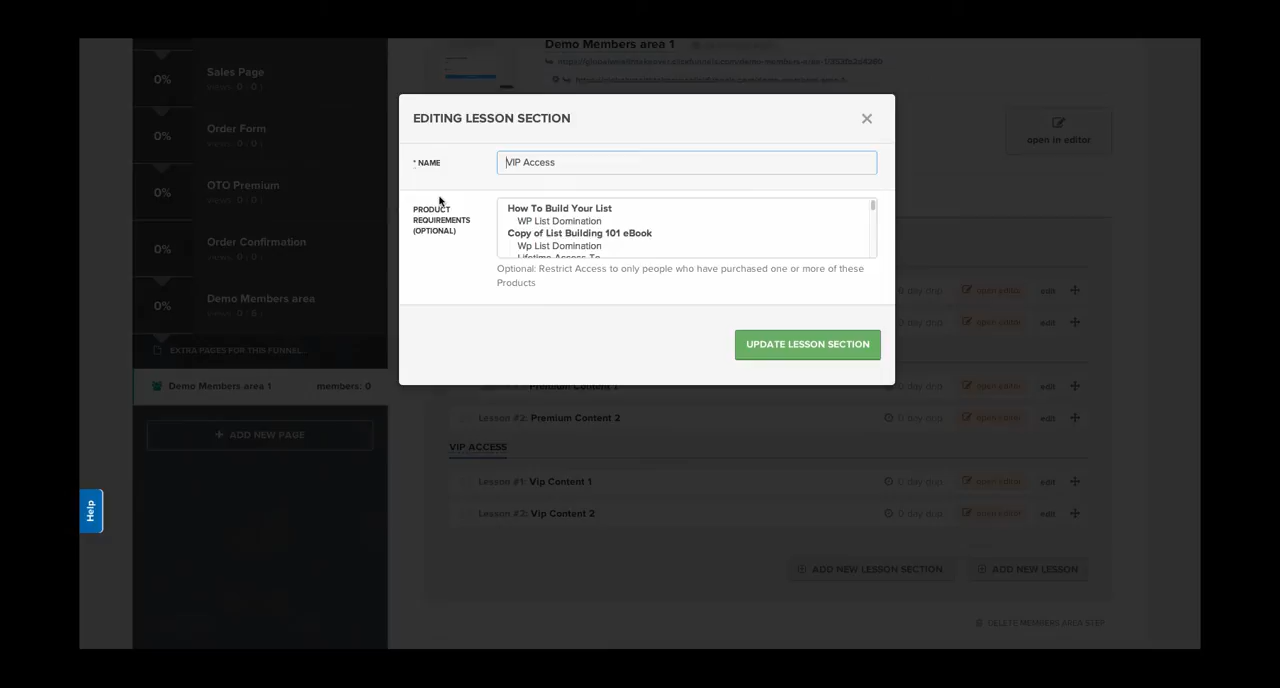 Demo Members area 1
0%
Sales Page
0%
Order Form
0%
OTO Premium
0%
Order Confirmation
0%
Demo Members area
EXTRA PAGES FOR THIS FUNNEL...
Demo Members area 1 members: 0
+ ADD NEW PAGE
Help
open in editor
EDITING LESSON SECTION
* NAME
VIP Access
PRODUCT
REQUIREMENTS
(OPTIONAL)
How To Build Your List
WP List Domination
Copy of List Building 101 eBook
Wp List Domination
Lifetime Access To
Optional: Restrict Access to only people who have purchased one or more of these
Products
UPDATE LESSON SECTION
0 day drip open editor edit
0 day drip open editor edit
Premium Content 1 0 day drip open editor edit
Lesson #2: Premium Content 2 0 day drip open editor edit
VIP ACCESS
Lesson #1: Vip Content 1 0 day drip open editor edit
Lesson #2: Vip Content 2 0 day drip open editor edit
ADD NEW LESSON SECTION ADD NEW LESSON
DELETE MEMBERS AREA STEP